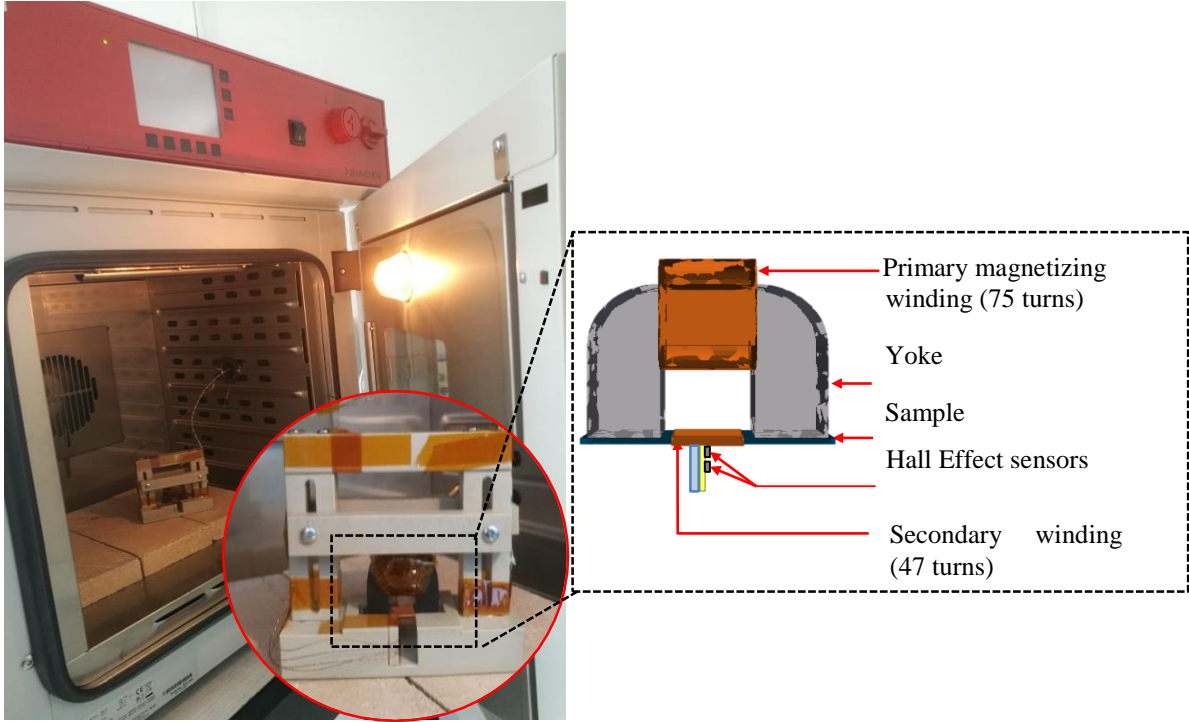 BINDER
Primary magnetizing
winding (75 turns)
Yoke
Sample
Hall Effect sensors
Secondary winding
(47 turns)